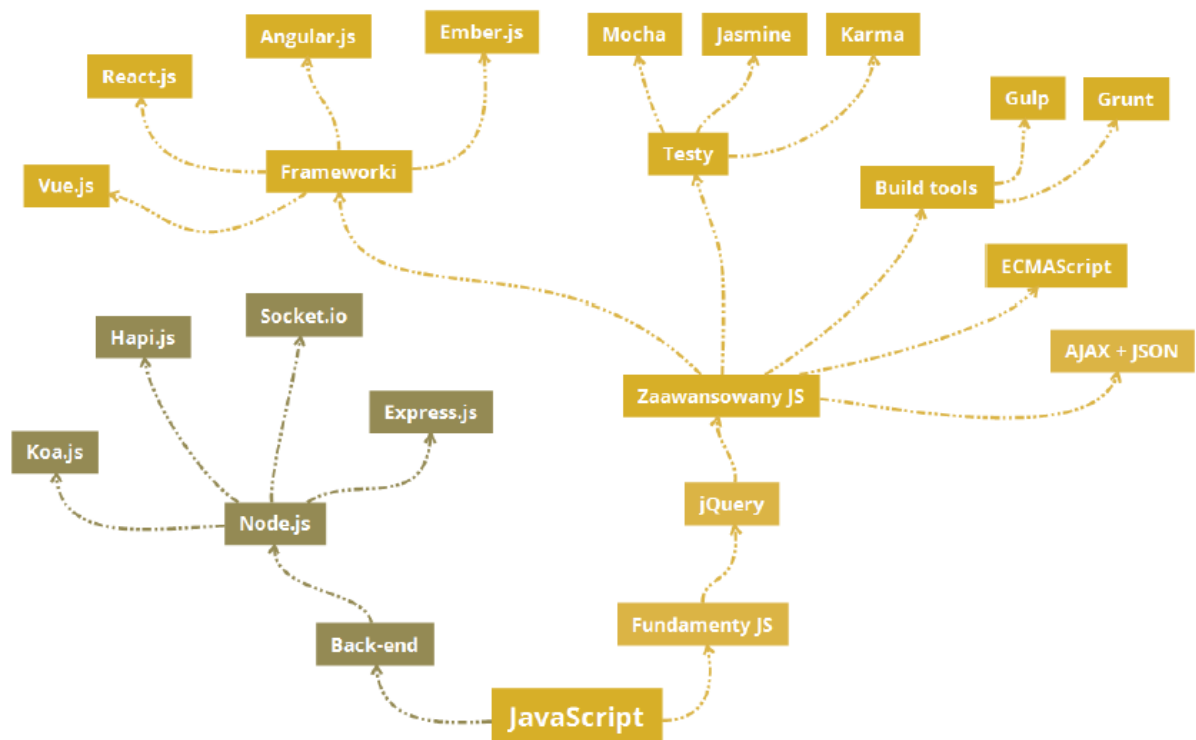 Ember.js
Angular.js
Mocha
Jasmine
Karma
React.js
Gulp
Grunt
Testy
Frameworki
Vue.js
Build tools
ECMAScript
Socket.io
Hapi.js
AJAX + JSON
Zaawansowany JS
Express.js
Koa.js
jQuery
Node.js
Fundamenty JS
Back-end
JavaScript